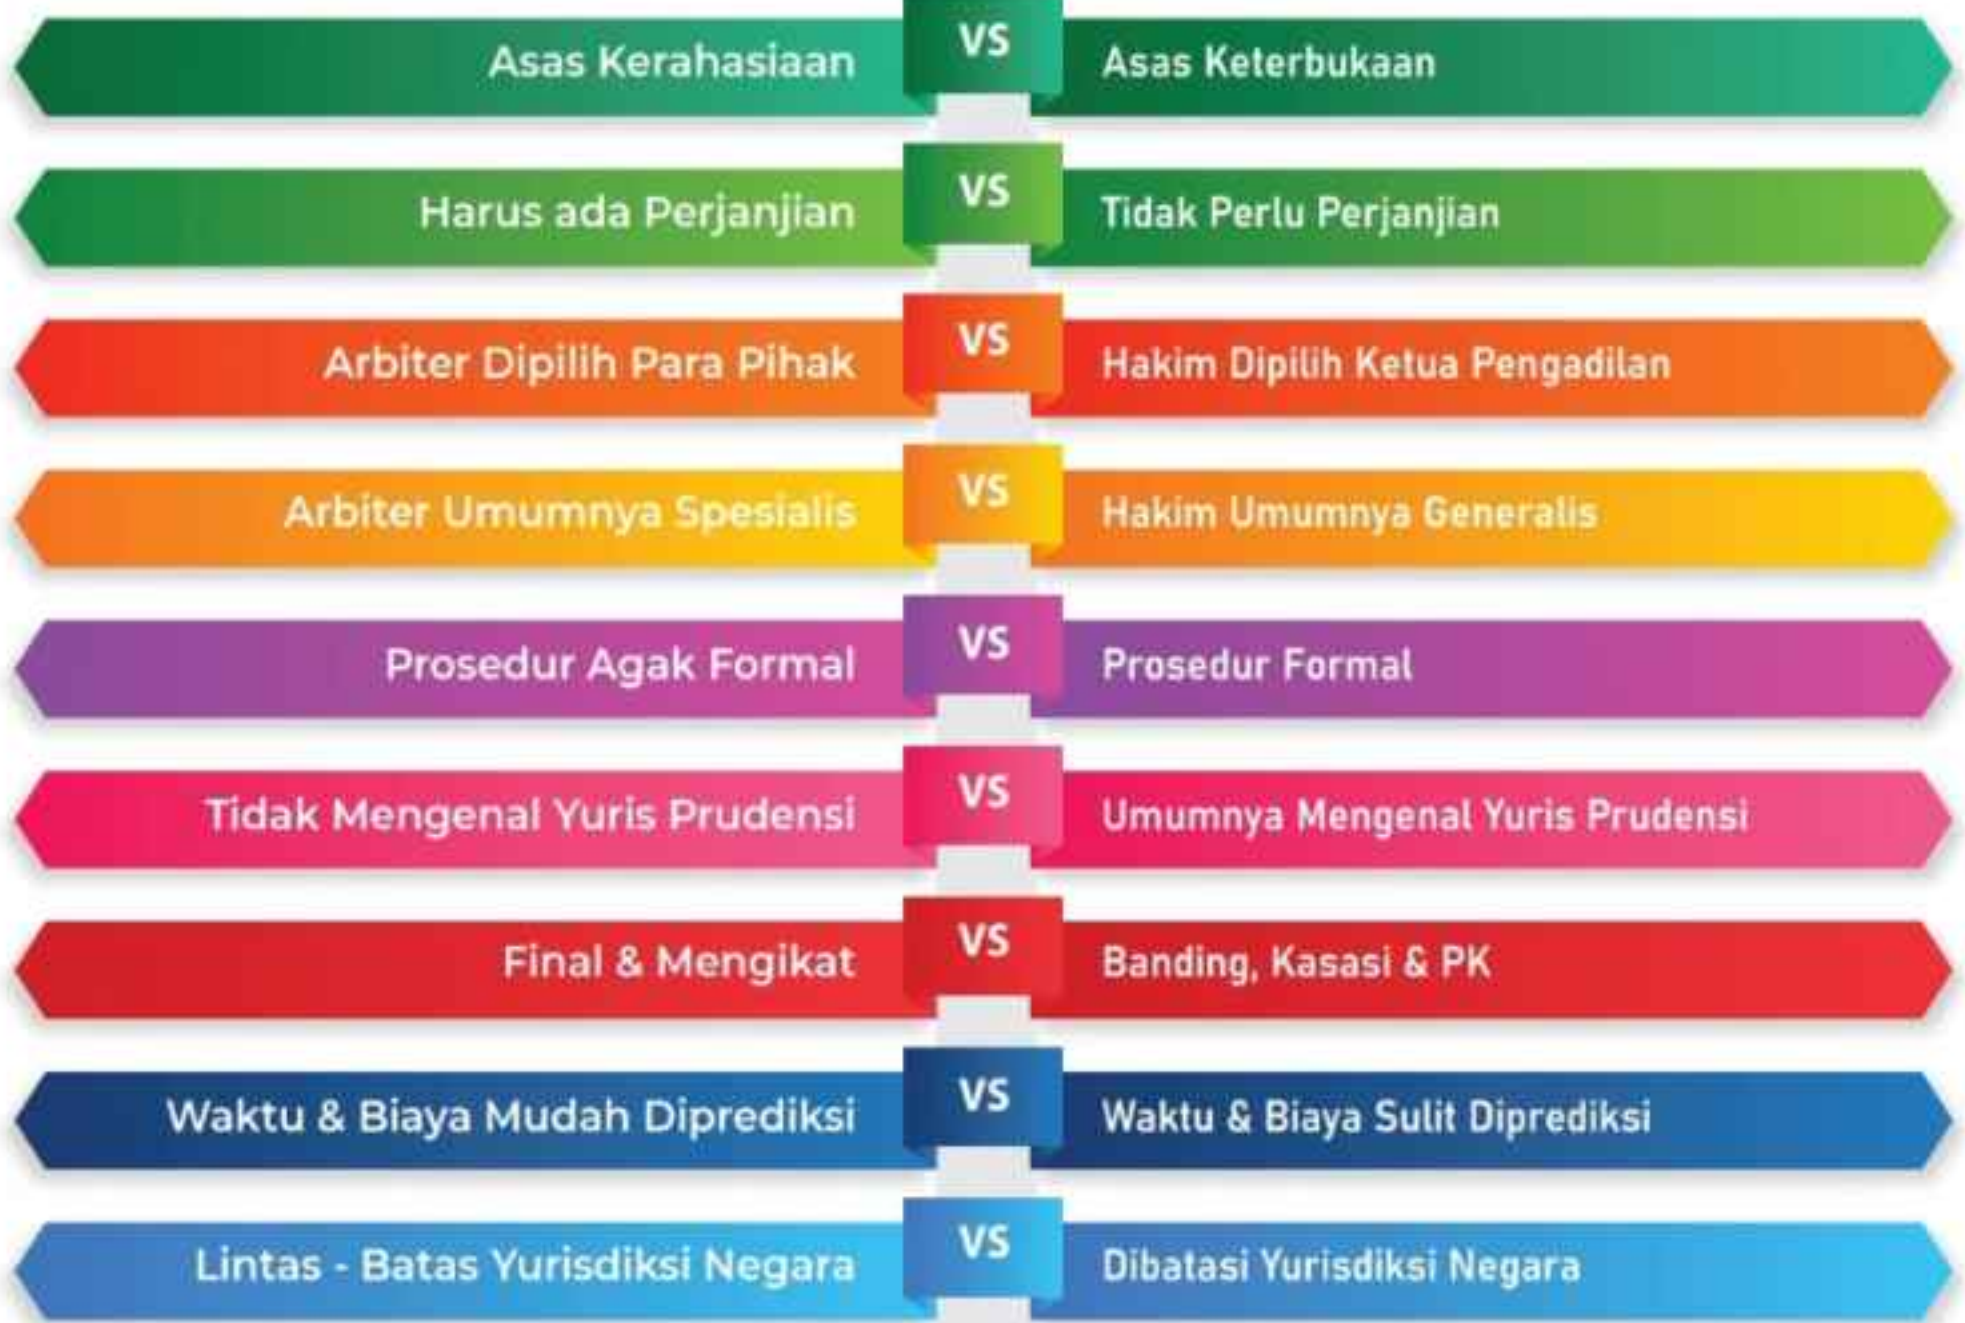 Asas Kerahasiaan VS Asas Keterbukaan
Harus ada Perjanjian VS Tidak Perlu Perjanjian
Arbiter Dipilih Para Pihak VS Hakim Dipilih Ketua Pengadilan
Arbiter Umumnya Spesialis VS Hakim Umumnya Generalis
Prosedur Agak Formal VS Prosedur Formal
Tidak Mengenal Yuris Prudensi VS Umumnya Mengenal Yuris Prudensi
Final & Mengikat VS Banding, Kasasi & PK
Waktu & Biaya Mudah Diprediksi VS Waktu & Biaya Sulit Diprediksi
Lintas - Batas Yurisdiksi Negara VS Dibatasi Yurisdiksi Negara